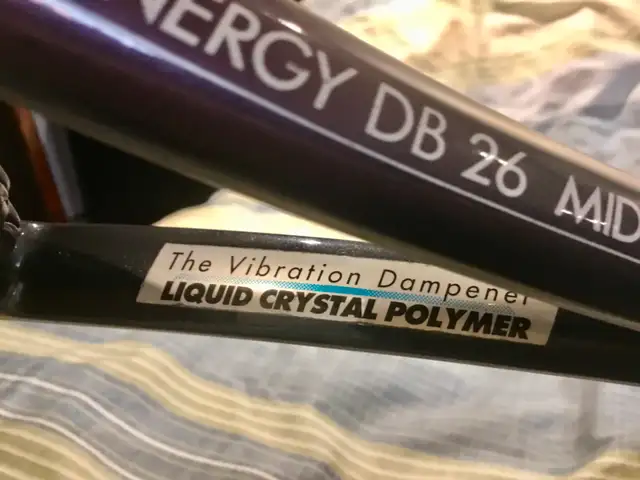 NERGY DB 26 MID
The Vibration Dampener
LIQUID CRYSTAL POLYMER